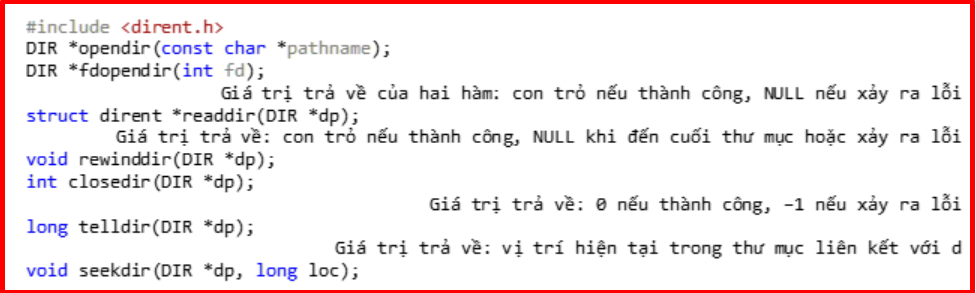 #include <dirent.h>
DIR *opendir(const char *pathname);
DIR *fdopendir(int fd);
Giá trị trả về của hai hàm: con trỏ nếu thành công, NULL nếu xảy ra lỗi
struct dirent *readdir(DIR *dp);
Giá trị trả về: con trỏ nếu thành công, NULL khi đến cuối thư mục hoặc xảy ra lỗi
void rewinddir(DIR *dp);
int closedir(DIR *dp);
Giá trị trả về: 0 nếu thành công, –1 nếu xảy ra lỗi
long telldir(DIR *dp);
Giá trị trả về: vị trí hiện tại trong thư mục liên kết với d
void seekdir(DIR *dp, long loc);